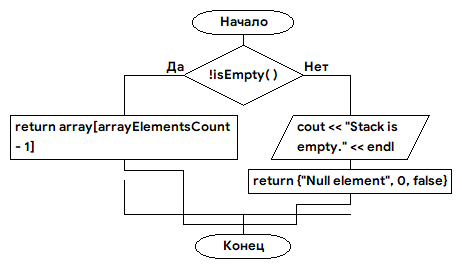 Начало
!isEmpty( )
Да
Нет
return array[arrayElementsCount
- 1]
cout << "Stack is
empty." << endl
return {"Null element", 0, false}
Конец